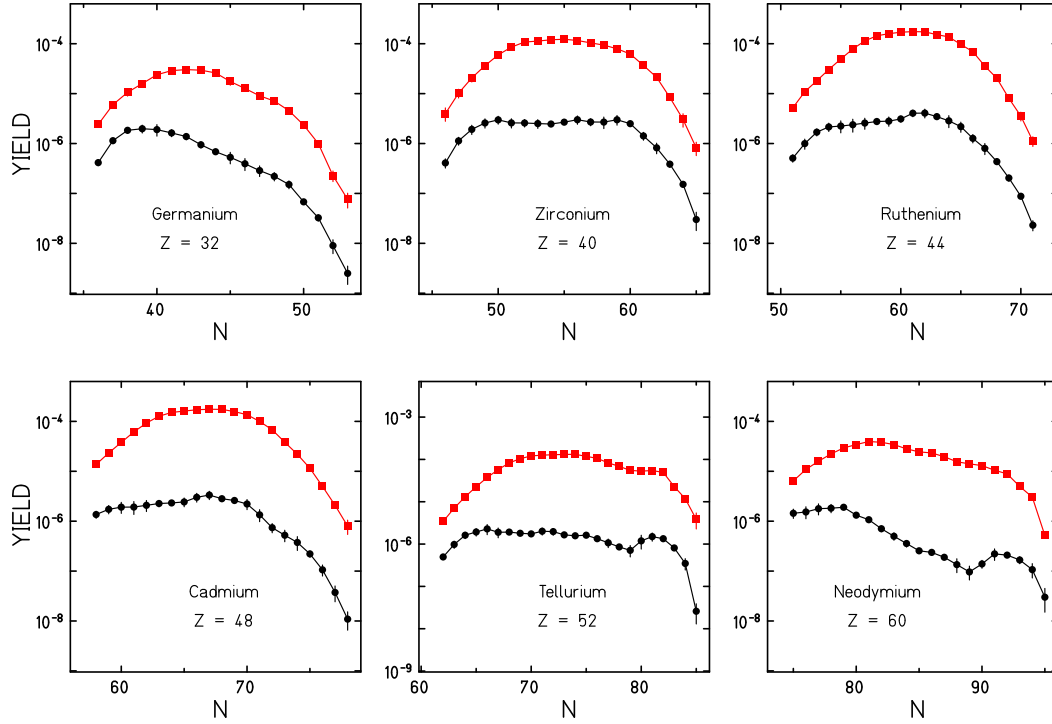 YIELD
10⁻⁴
10⁻⁶
10⁻⁸
Germanium
Z = 32
40
50
N
10⁻⁴
10⁻⁶
10⁻⁸
Zirconium
Z = 40
50
60
N
10⁻⁴
10⁻⁶
10⁻⁸
Ruthenium
Z = 44
50
60
70
N
YIELD
10⁻⁴
10⁻⁶
10⁻⁸
Cadmium
Z = 48
60
70
N
10⁻³
10⁻⁶
10⁻⁹
Tellurium
Z = 52
60
70
80
N
10⁻⁴
10⁻⁶
10⁻⁸
Neodymium
Z = 60
80
90
N